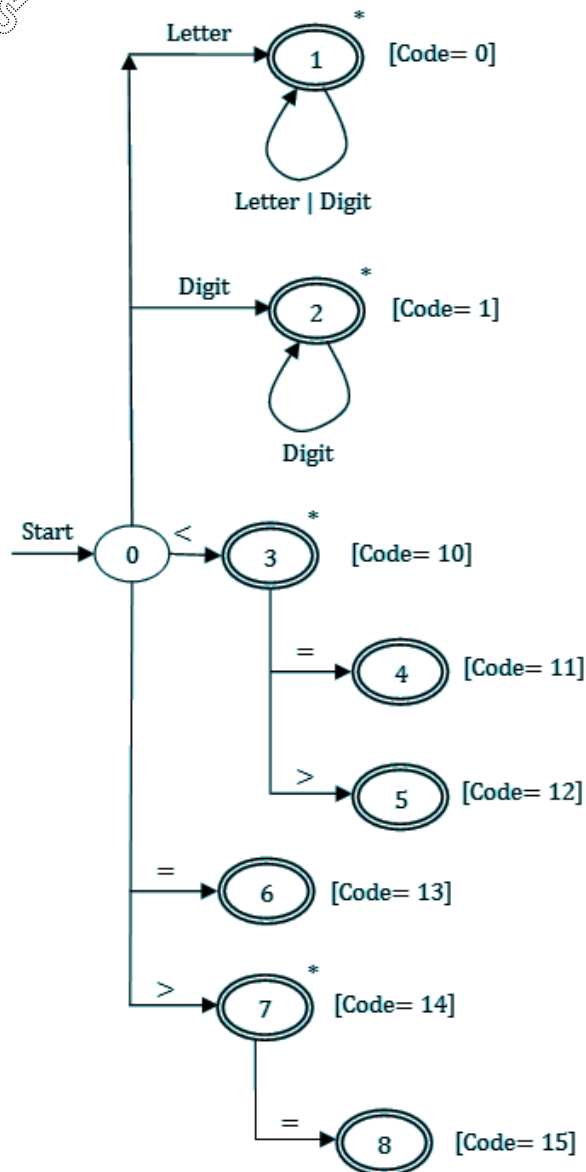 Letter
*
1 [Code= 0]
Letter | Digit
Digit
*
2 [Code= 1]
Digit
Start
0
<
*
3 [Code= 10]
=
4 [Code= 11]
>
5 [Code= 12]
=
6 [Code= 13]
>
*
7 [Code= 14]
=
8 [Code= 15]